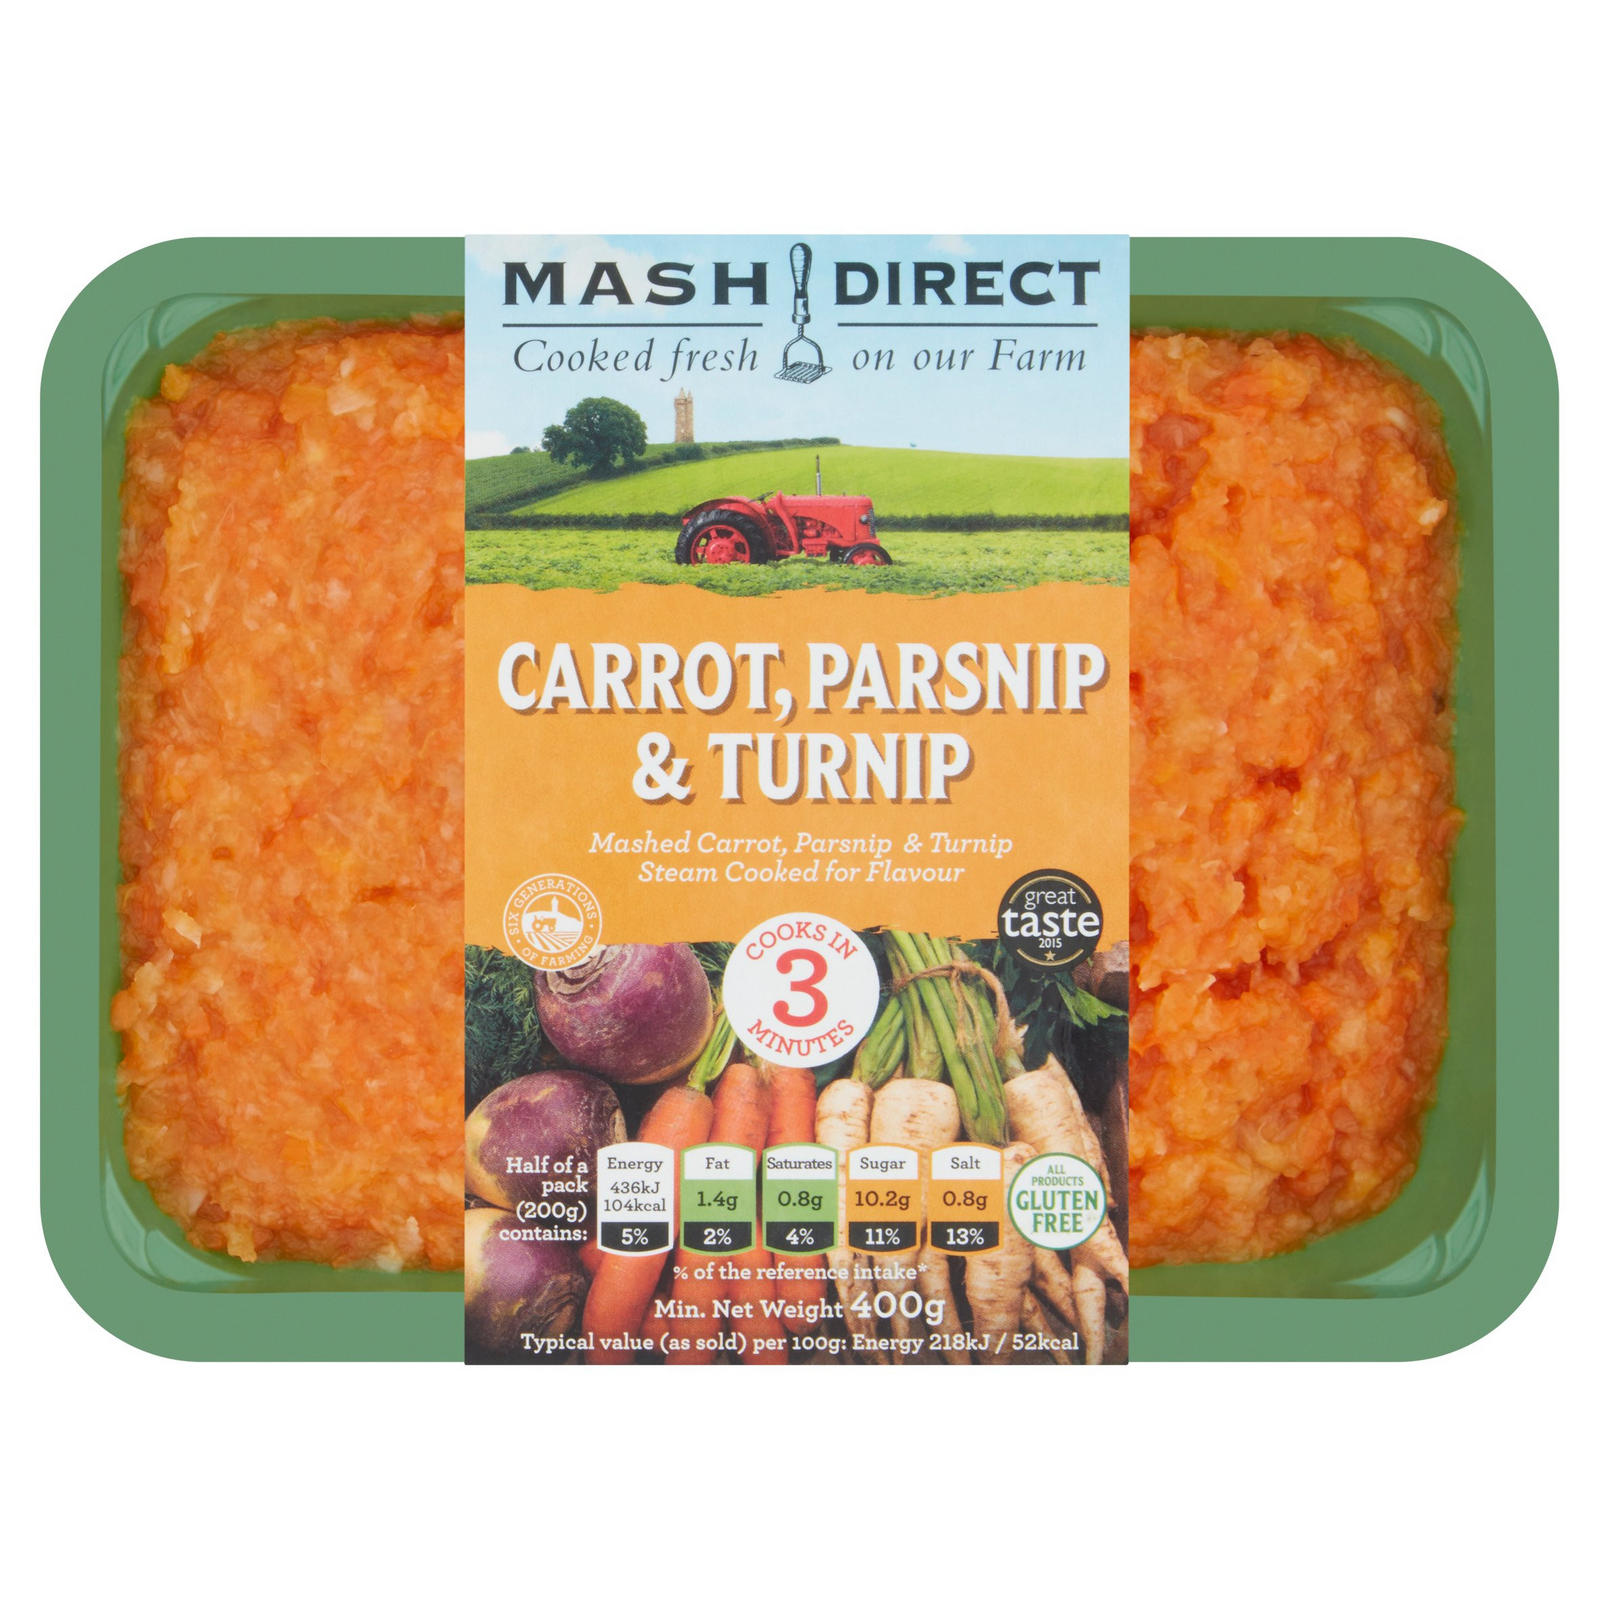 MASH DIRECT
Cooked fresh on our Farm
CARROT, PARSNIP
& TURNIP
Mashed Carrot, Parsnip & Turnip
Steam Cooked for Flavour
SIX GENERATIONS
OF FARMING
great
taste
2015
COOKS IN
3
MINUTES
Half of a
pack
(200g)
contains:
Energy
436kJ
104kcal
5%
Fat
1.4g
2%
Saturates
0.8g
4%
Sugar
10.2g
11%
Salt
0.8g
13%
ALL
PRODUCTS
GLUTEN
FREE
% of the reference intake*
Min. Net Weight 400g
Typical value (as sold) per 100g: Energy 218kJ / 52kcal